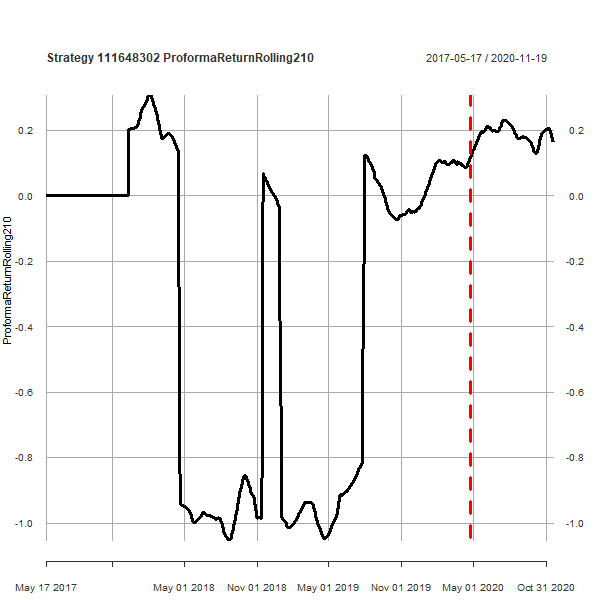 Strategy 111648302 ProformaReturnRolling210
2017-05-17 / 2020-11-19
ProformaReturnRolling210
0.2 0.2
0.0 0.0
-0.2 -0.2
-0.4 -0.4
-0.6 -0.6
-0.8 -0.8
-1.0 -1.0
May 17 2017 May 01 2018 Nov 01 2018 May 01 2019 Nov 01 2019 May 01 2020 Oct 31 2020